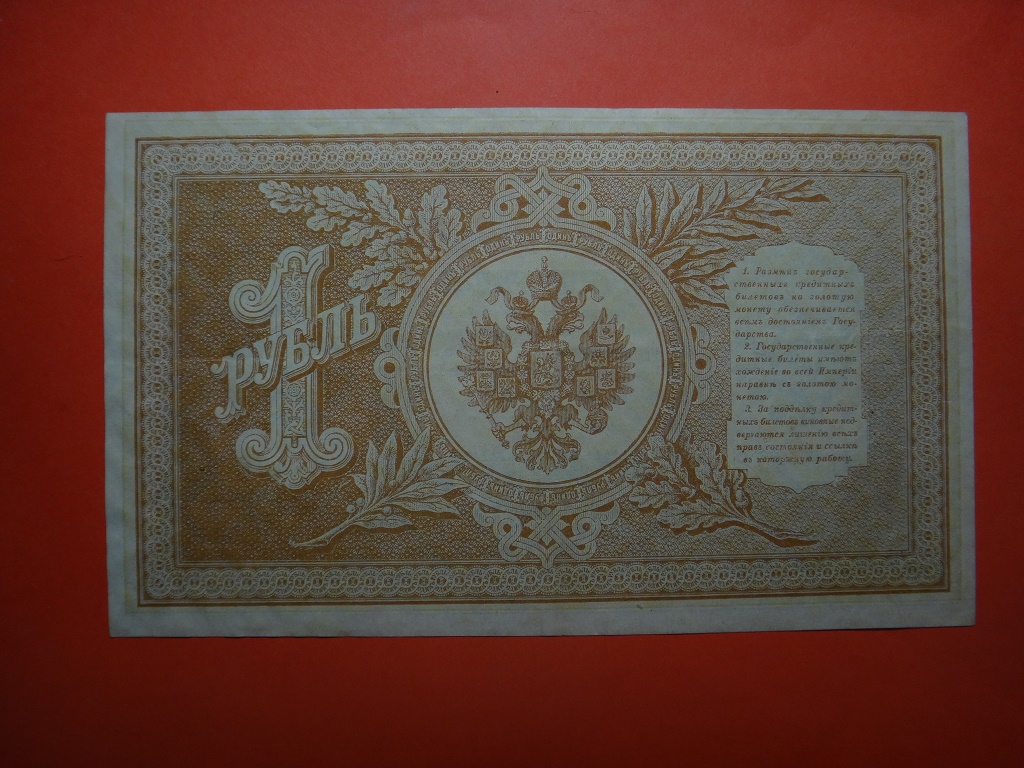 1
РУБЛЬ
1. Размѣнъ государ-
ственныхъ кредитныхъ
билетовъ на золотую
монету обезпечивается
всѣмъ достояніемъ Госу-
дарства.
2. Государственные кре-
дитные билеты имѣютъ
хожденіе во всей Имперіи
наравнѣ съ золотою мо-
нетою.
3. За поддѣлку кредит-
ныхъ билетовъ виновные под-
вергаются лишенію всѣхъ
правъ состоянія и ссылкѣ
въ каторжную работу.